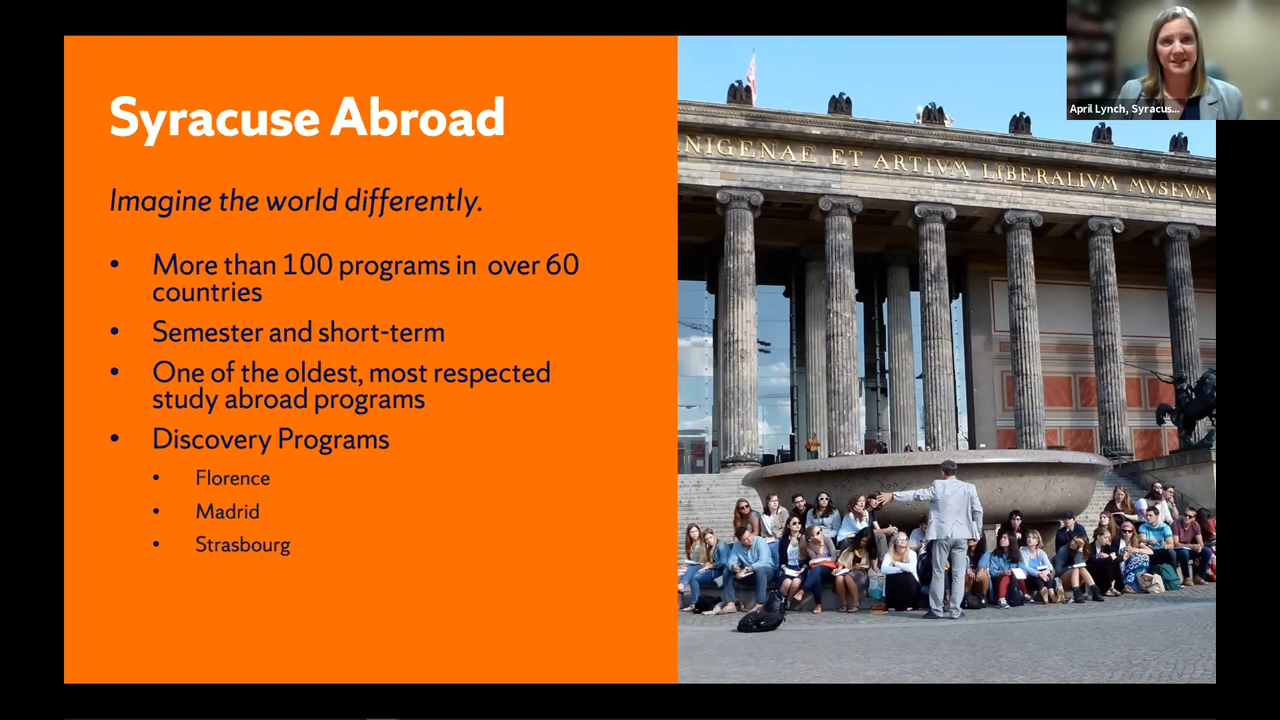 Syracuse Abroad
Imagine the world differently.
• More than 100 programs in over 60
countries
• Semester and short-term
• One of the oldest, most respected
study abroad programs
• Discovery Programs
• Florence
• Madrid
• Strasbourg
NIGENAE ET ARTIVM LIBERALIVM MVSEVM
April Lynch, Syracus...